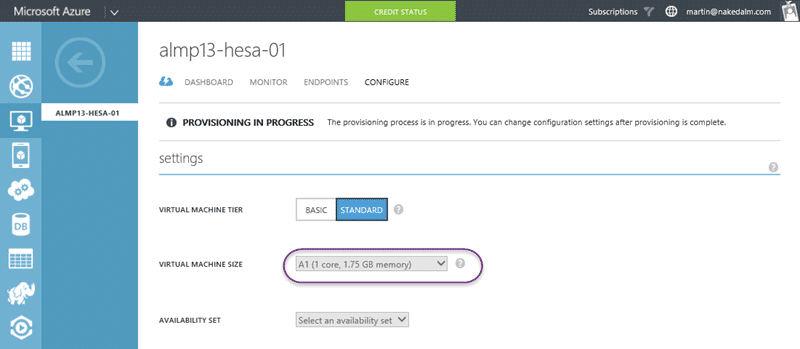 Microsoft Azure
CREDIT STATUS
Subscriptions
martin@nakedalm.com
almp13-hesa-01
DASHBOARD MONITOR ENDPOINTS CONFIGURE
ALMP13-HESA-01
PROVISIONING IN PROGRESS The provisioning process is in progress. You can change configuration settings after provisioning is complete.
settings
?
VIRTUAL MACHINE TIER BASIC STANDARD ?
DB
VIRTUAL MACHINE SIZE A1 (1 core, 1.75 GB memory) ?
AVAILABILITY SET Select an availability set